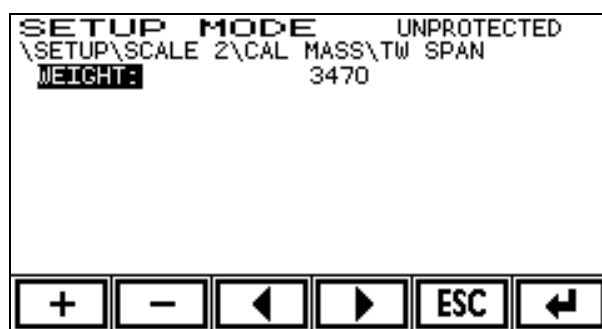 SETUP MODE UNPROTECTED
\SETUP\SCALE 2\CAL MASS\TW SPAN
WEIGHT: 3470
+ − ◀ ▶ ESC ↵